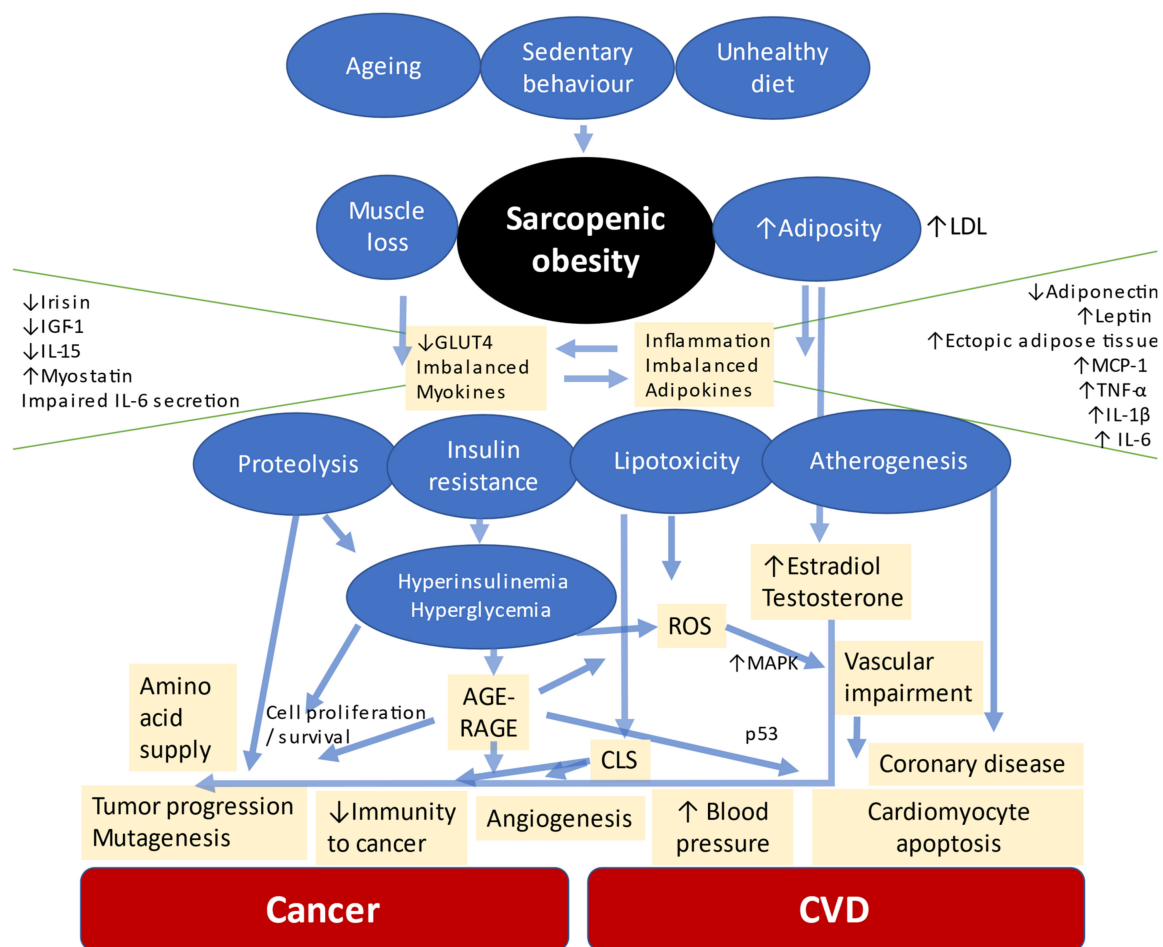 Ageing
Sedentary
behaviour
Unhealthy
diet
Muscle
loss
Sarcopenic
obesity
↑Adiposity
↑LDL
↓Irisin
↓IGF-1
↓IL-15
↑Myostatin
Impaired IL-6 secretion
↓GLUT4
Imbalanced
Myokines
Inflammation
Imbalanced
Adipokines
↓Adiponectin
↑Leptin
↑Ectopic adipose tissue
↑MCP-1
↑TNF-α
↑IL-1β
↑ IL-6
Proteolysis
Insulin
resistance
Lipotoxicity
Atherogenesis
Hyperinsulinemia
Hyperglycemia
↑Estradiol
Testosterone
ROS
↑MAPK
Vascular
impairment
Amino
acid
supply
Cell proliferation
/ survival
AGE-
RAGE
p53
CLS
Coronary disease
Tumor progression
Mutagenesis
↓Immunity
to cancer
Angiogenesis
↑ Blood
pressure
Cardiomyocyte
apoptosis
Cancer
CVD